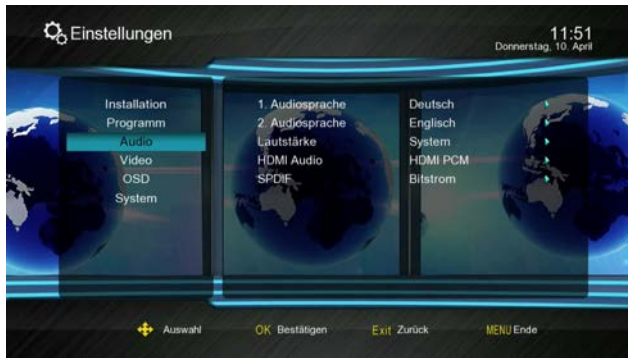 Einstellungen
11:51
Donnerstag, 10. April
Installation
Programm
Audio
Video
OSD
System
1. Audiosprache Deutsch
2. Audiosprache Englisch
Lautstärke System
HDMI Audio HDMI PCM
SPDIF Bitstrom
Auswahl OK Bestätigen Exit Zurück MENU Ende